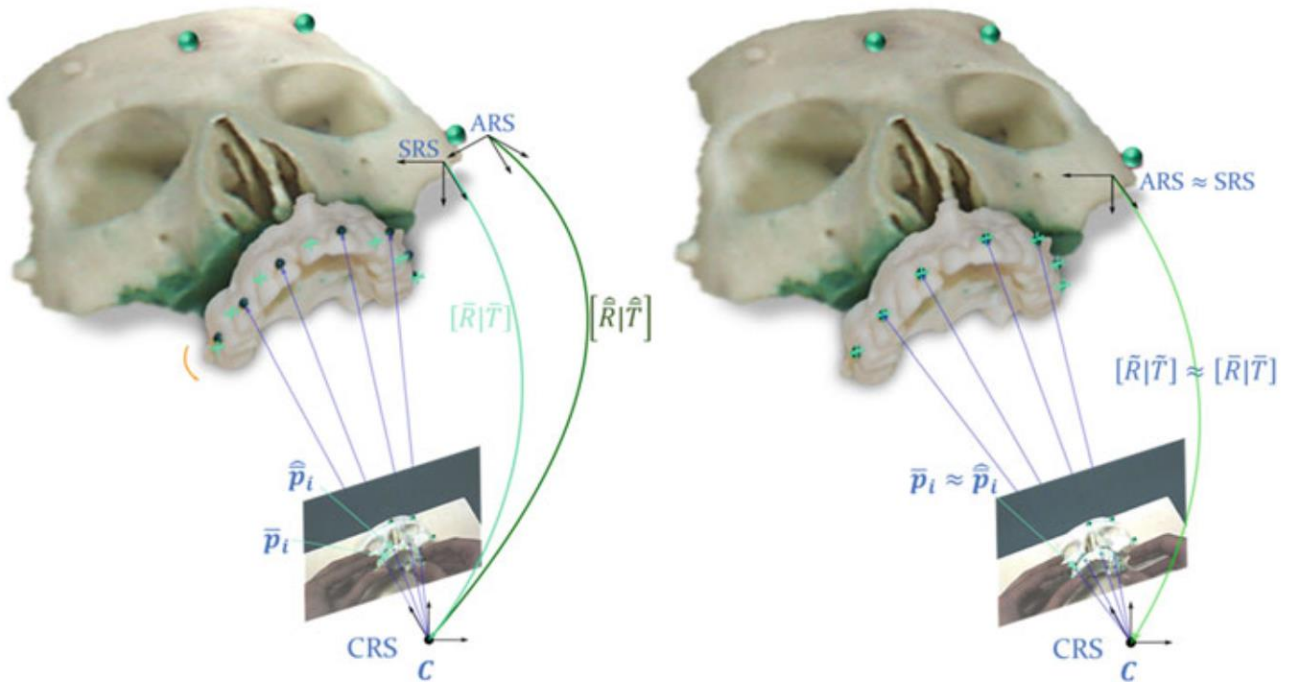 ARS
SRS
[R̄|T̄]
[R̿̂|T̿̂]
p̿̂ᵢ
p̄ᵢ
CRS
C
ARS ≈ SRS
[R̃|T̃] ≈ [R̄|T̄]
p̄ᵢ ≈ p̿̂ᵢ
CRS
C